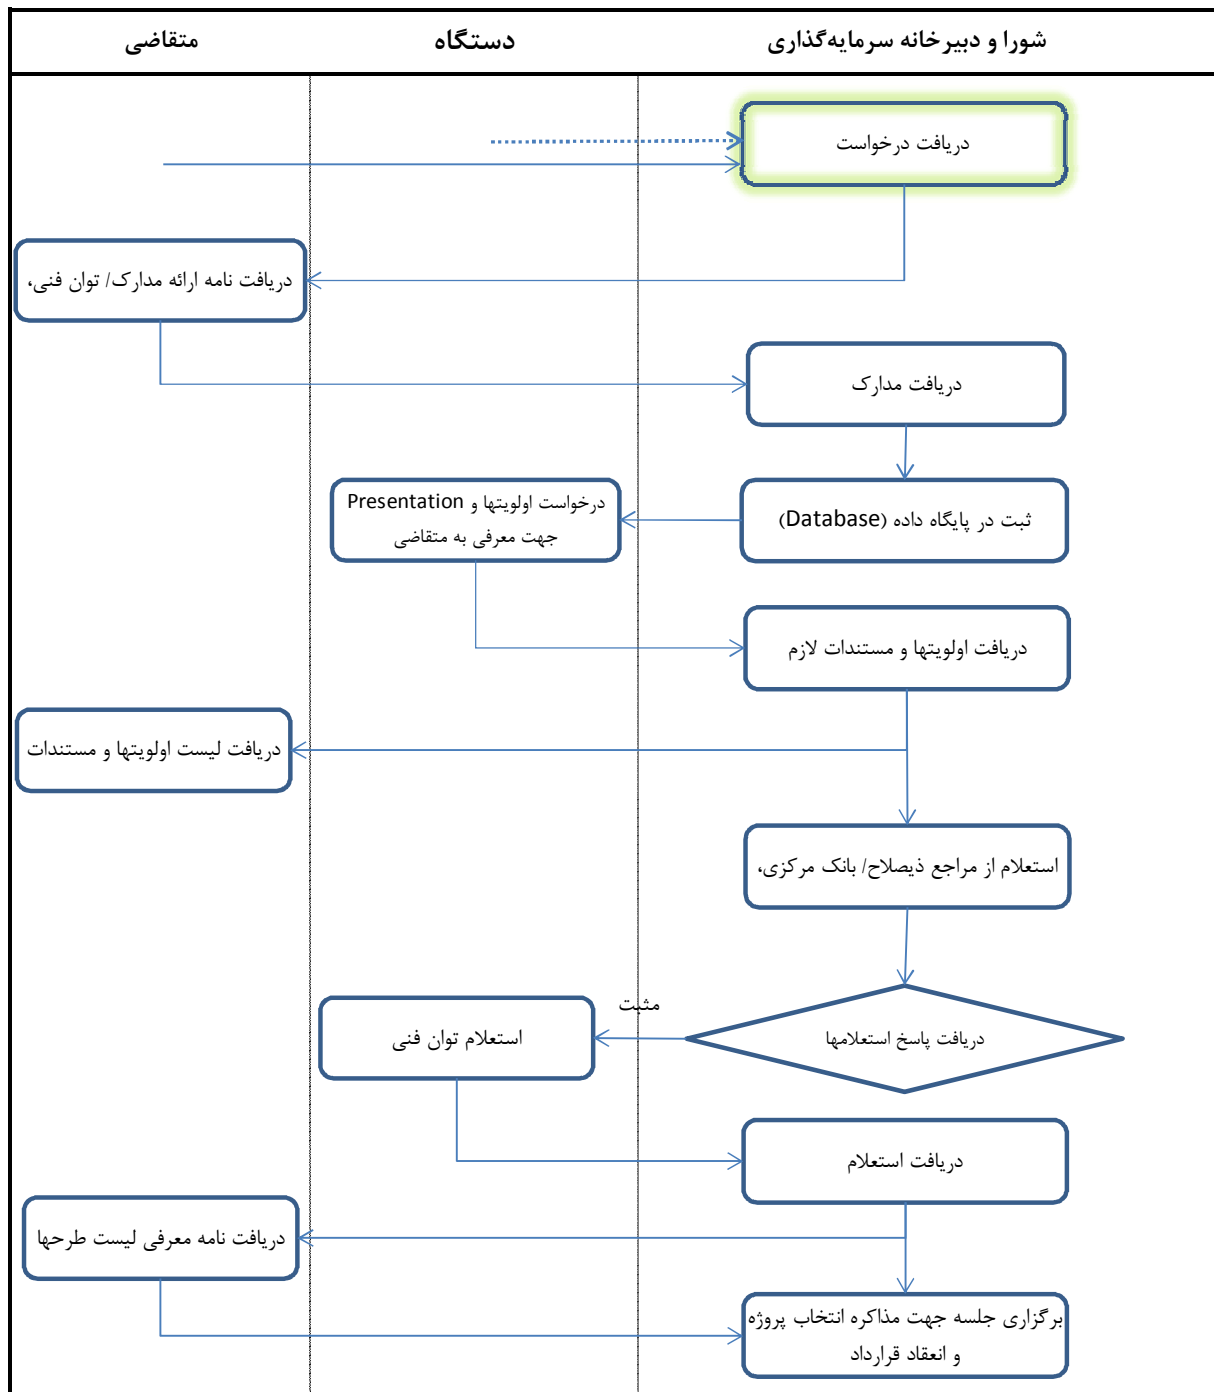 شورا و دبیرخانه سرمایه‌گذاری
دستگاه
متقاضی
دریافت درخواست
دریافت نامه ارائه مدارک/ توان فنی،
دریافت مدارک
ثبت در پایگاه داده (Database)
درخواست اولویتها و Presentation
جهت معرفی به متقاضی
دریافت اولویتها و مستندات لازم
دریافت لیست اولویتها و مستندات
استعلام از مراجع ذیصلاح/ بانک مرکزی،
دریافت پاسخ استعلامها
مثبت
استعلام توان فنی
دریافت استعلام
دریافت نامه معرفی لیست طرحها
برگزاری جلسه جهت مذاکره انتخاب پروژه
و انعقاد قرارداد